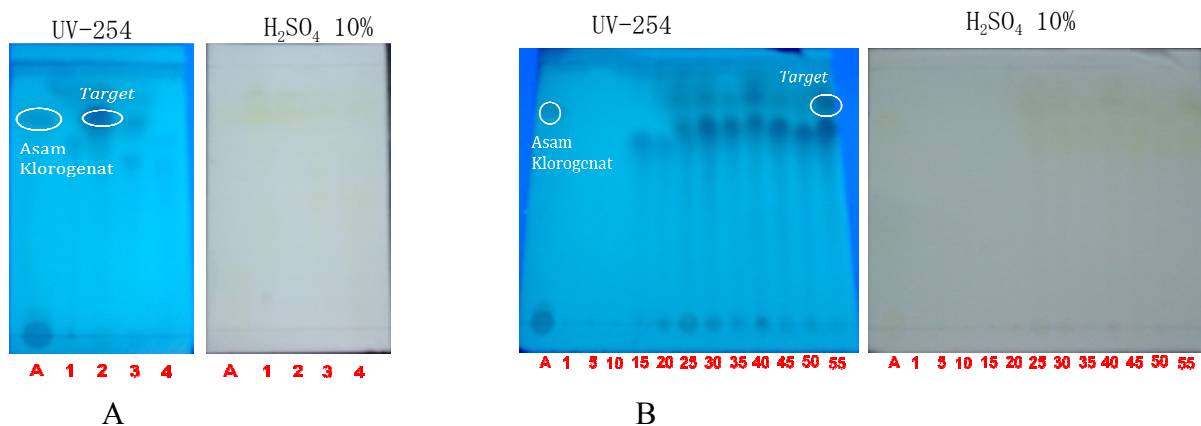 UV-254
H₂SO₄ 10%
Target
Asam
Klorogenat
A 1 2 3 4
A 1 2 3 4
A
UV-254
H₂SO₄ 10%
Target
Asam
Klorogenat
A 1 5 10 15 20 25 30 35 40 45 50 55
A 1 5 10 15 20 25 30 35 40 45 50 55
B